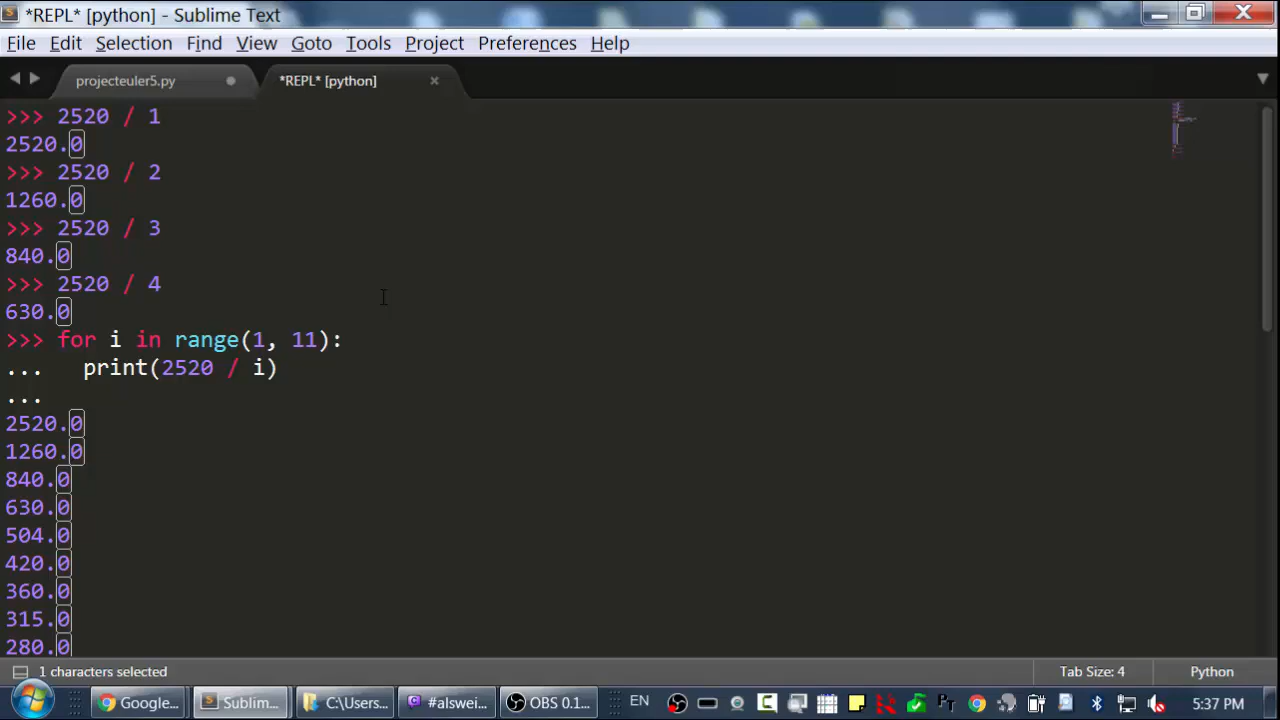 *REPL* [python] - Sublime Text
File Edit Selection Find View Goto Tools Project Preferences Help
projecteuler5.py *REPL* [python]
>>> 2520 / 1
2520.0
>>> 2520 / 2
1260.0
>>> 2520 / 3
840.0
>>> 2520 / 4
630.0
>>> for i in range(1, 11):
... print(2520 / i)
...
2520.0
1260.0
840.0
630.0
504.0
420.0
360.0
315.0
280.0
1 characters selected Tab Size: 4 Python
Google... Sublim... C:\Users... #alswei... OBS 0.1... EN 5:37 PM